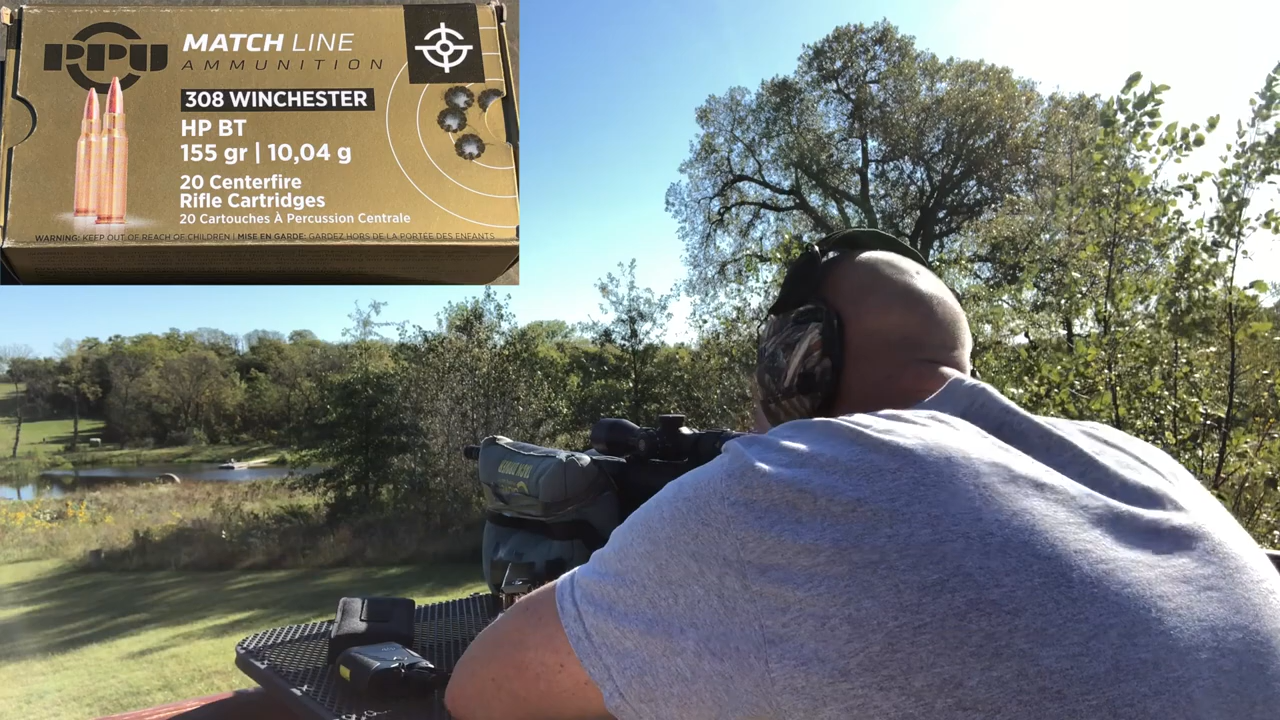 PPU
MATCH LINE
AMMUNITION
308 WINCHESTER
HP BT
155 gr | 10,04 g
20 Centerfire
Rifle Cartridges
20 Cartouches À Percussion Centrale
WARNING: KEEP OUT OF REACH OF CHILDREN | MISE EN GARDE: GARDEZ HORS DE LA PORTÉE DES ENFANTS